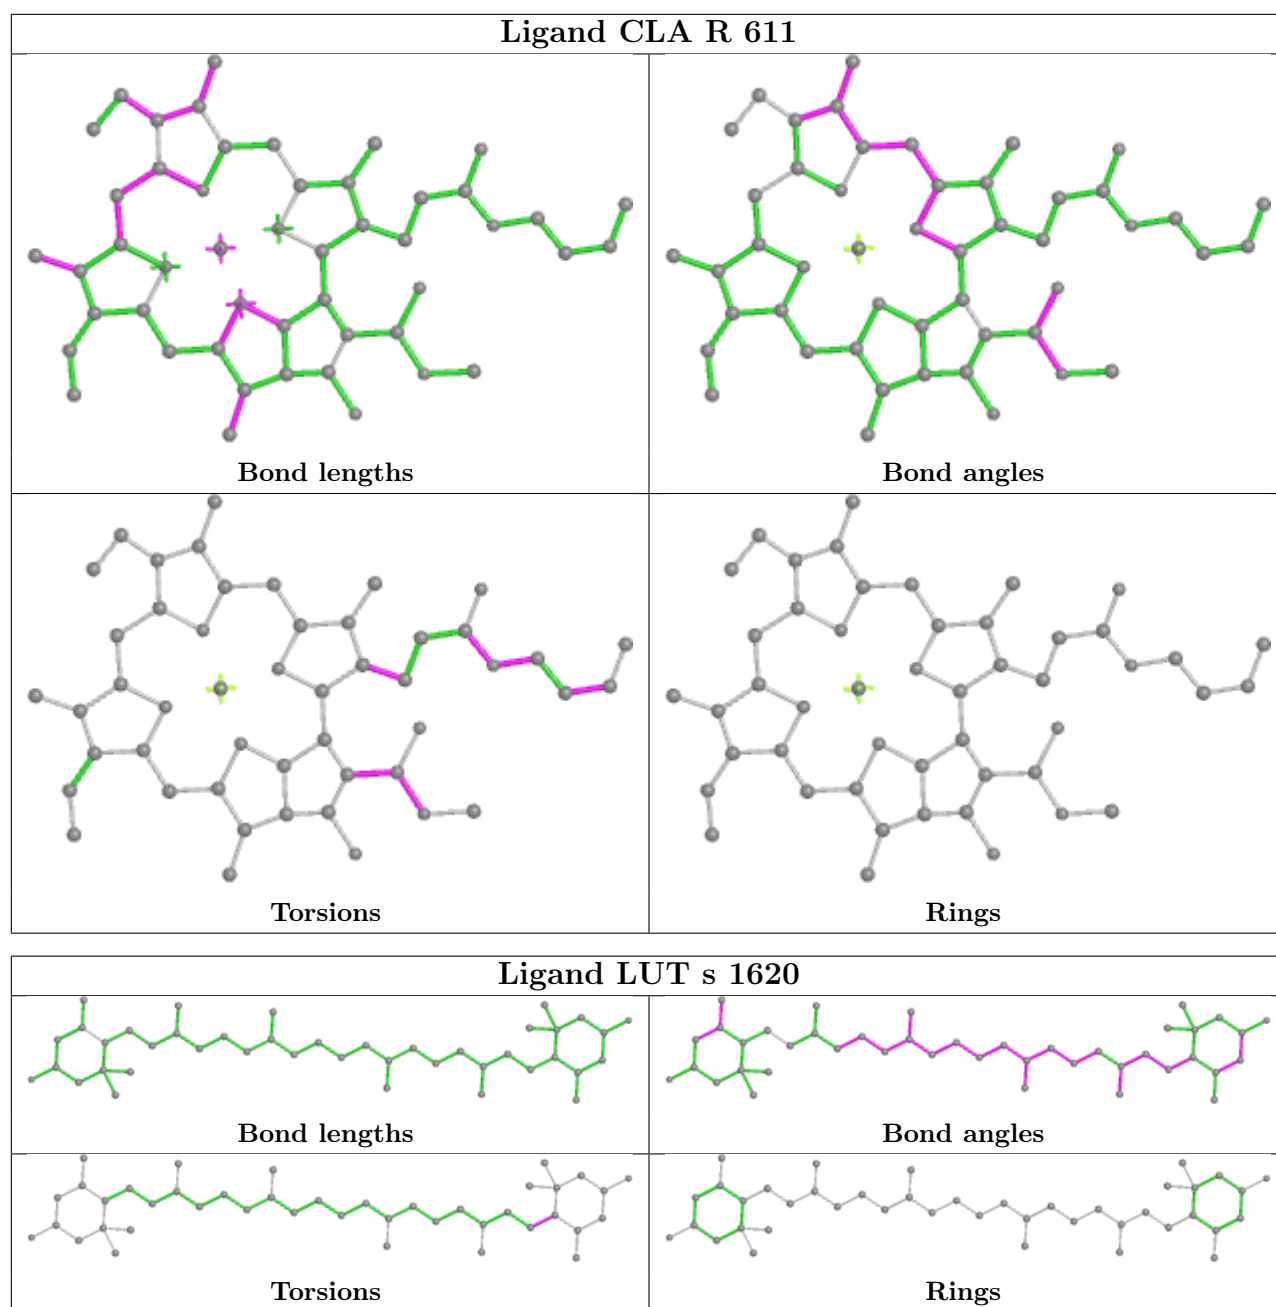 Ligand CLA R 611
Bond lengths
Bond angles
Torsions
Rings
Ligand LUT s 1620
Bond lengths
Bond angles
Torsions
Rings